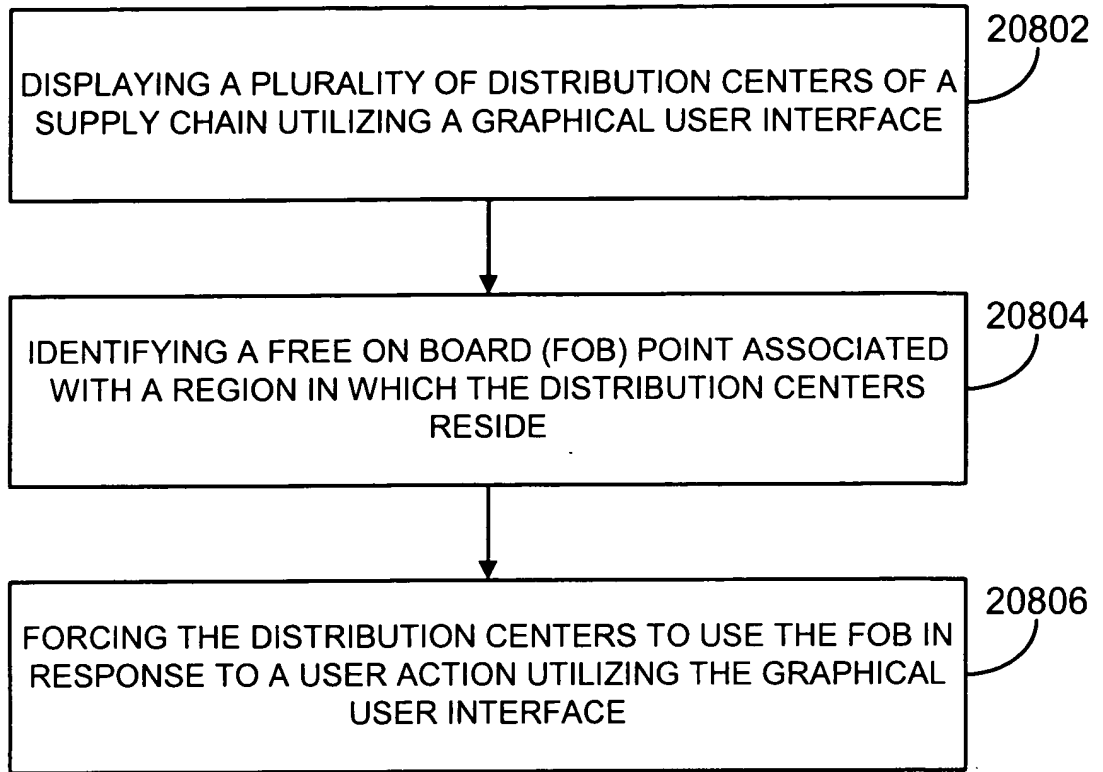 20802
DISPLAYING A PLURALITY OF DISTRIBUTION CENTERS OF A
SUPPLY CHAIN UTILIZING A GRAPHICAL USER INTERFACE
20804
IDENTIFYING A FREE ON BOARD (FOB) POINT ASSOCIATED
WITH A REGION IN WHICH THE DISTRIBUTION CENTERS
RESIDE
20806
FORCING THE DISTRIBUTION CENTERS TO USE THE FOB IN
RESPONSE TO A USER ACTION UTILIZING THE GRAPHICAL
USER INTERFACE